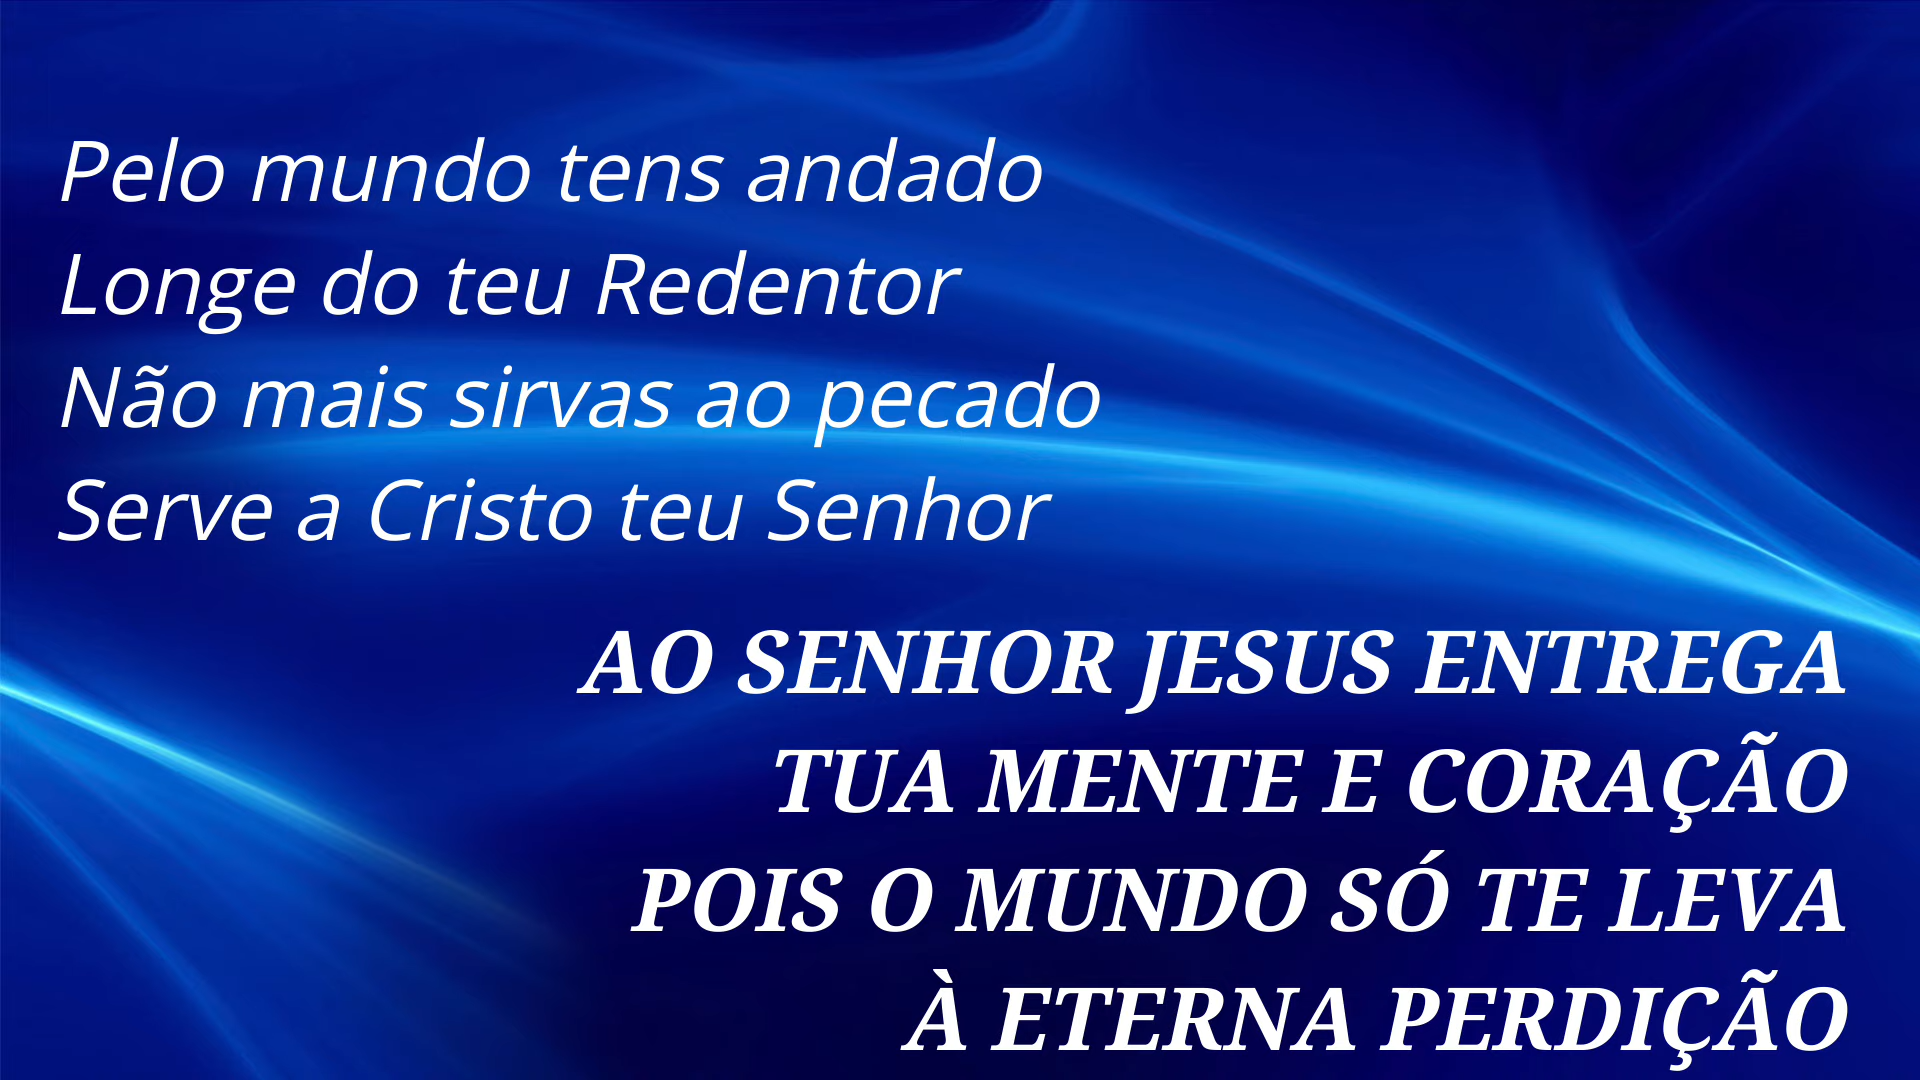 Pelo mundo tens andado
Longe do teu Redentor
Não mais sirvas ao pecado
Serve a Cristo teu Senhor
AO SENHOR JESUS ENTREGA
TUA MENTE E CORAÇÃO
POIS O MUNDO SÓ TE LEVA
À ETERNA PERDIÇÃO